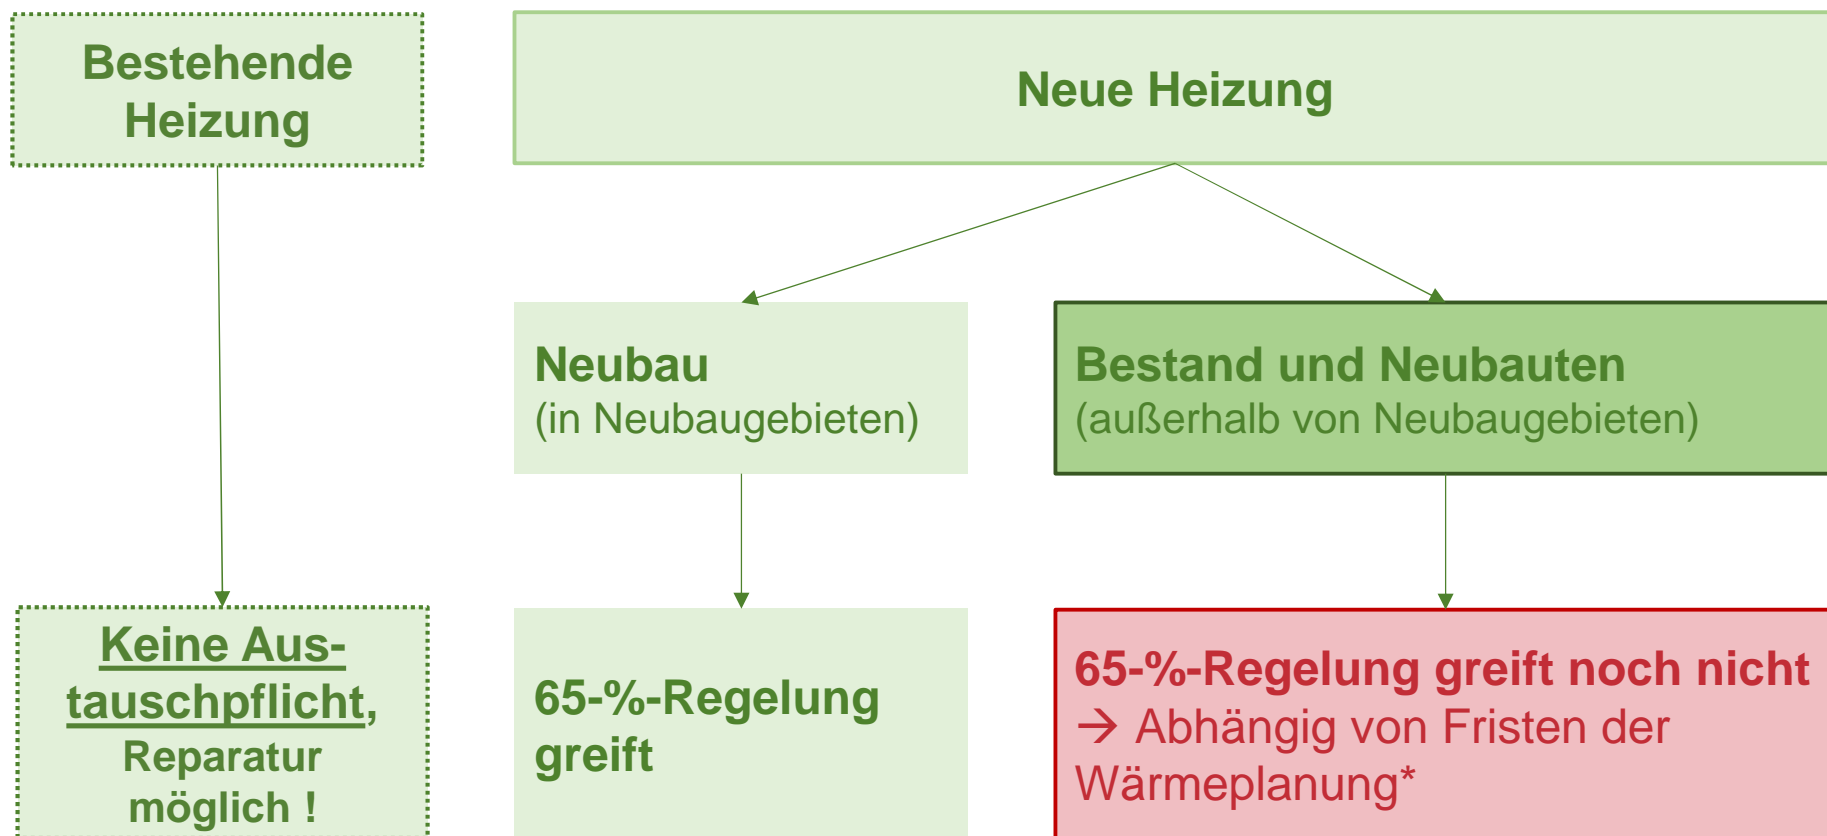 Bestehende
Heizung
Neue Heizung
Neubau
(in Neubaugebieten)
Bestand und Neubauten
(außerhalb von Neubaugebieten)
Keine Aus-
tauschpflicht,
Reparatur
möglich !
65-%-Regelung
greift
65-%-Regelung greift noch nicht
→ Abhängig von Fristen der
Wärmeplanung*